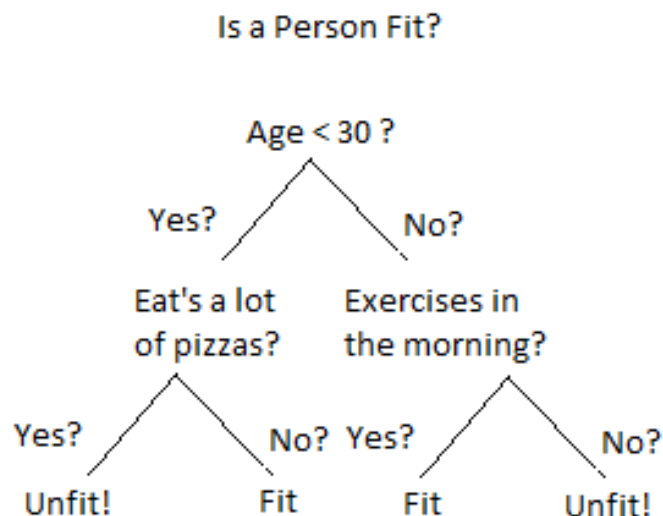 Is a Person Fit?
Age < 30 ?
Yes?
No?
Eat's a lot
of pizzas?
Exercises in
the morning?
Yes?
No?
Yes?
No?
Unfit!
Fit
Fit
Unfit!